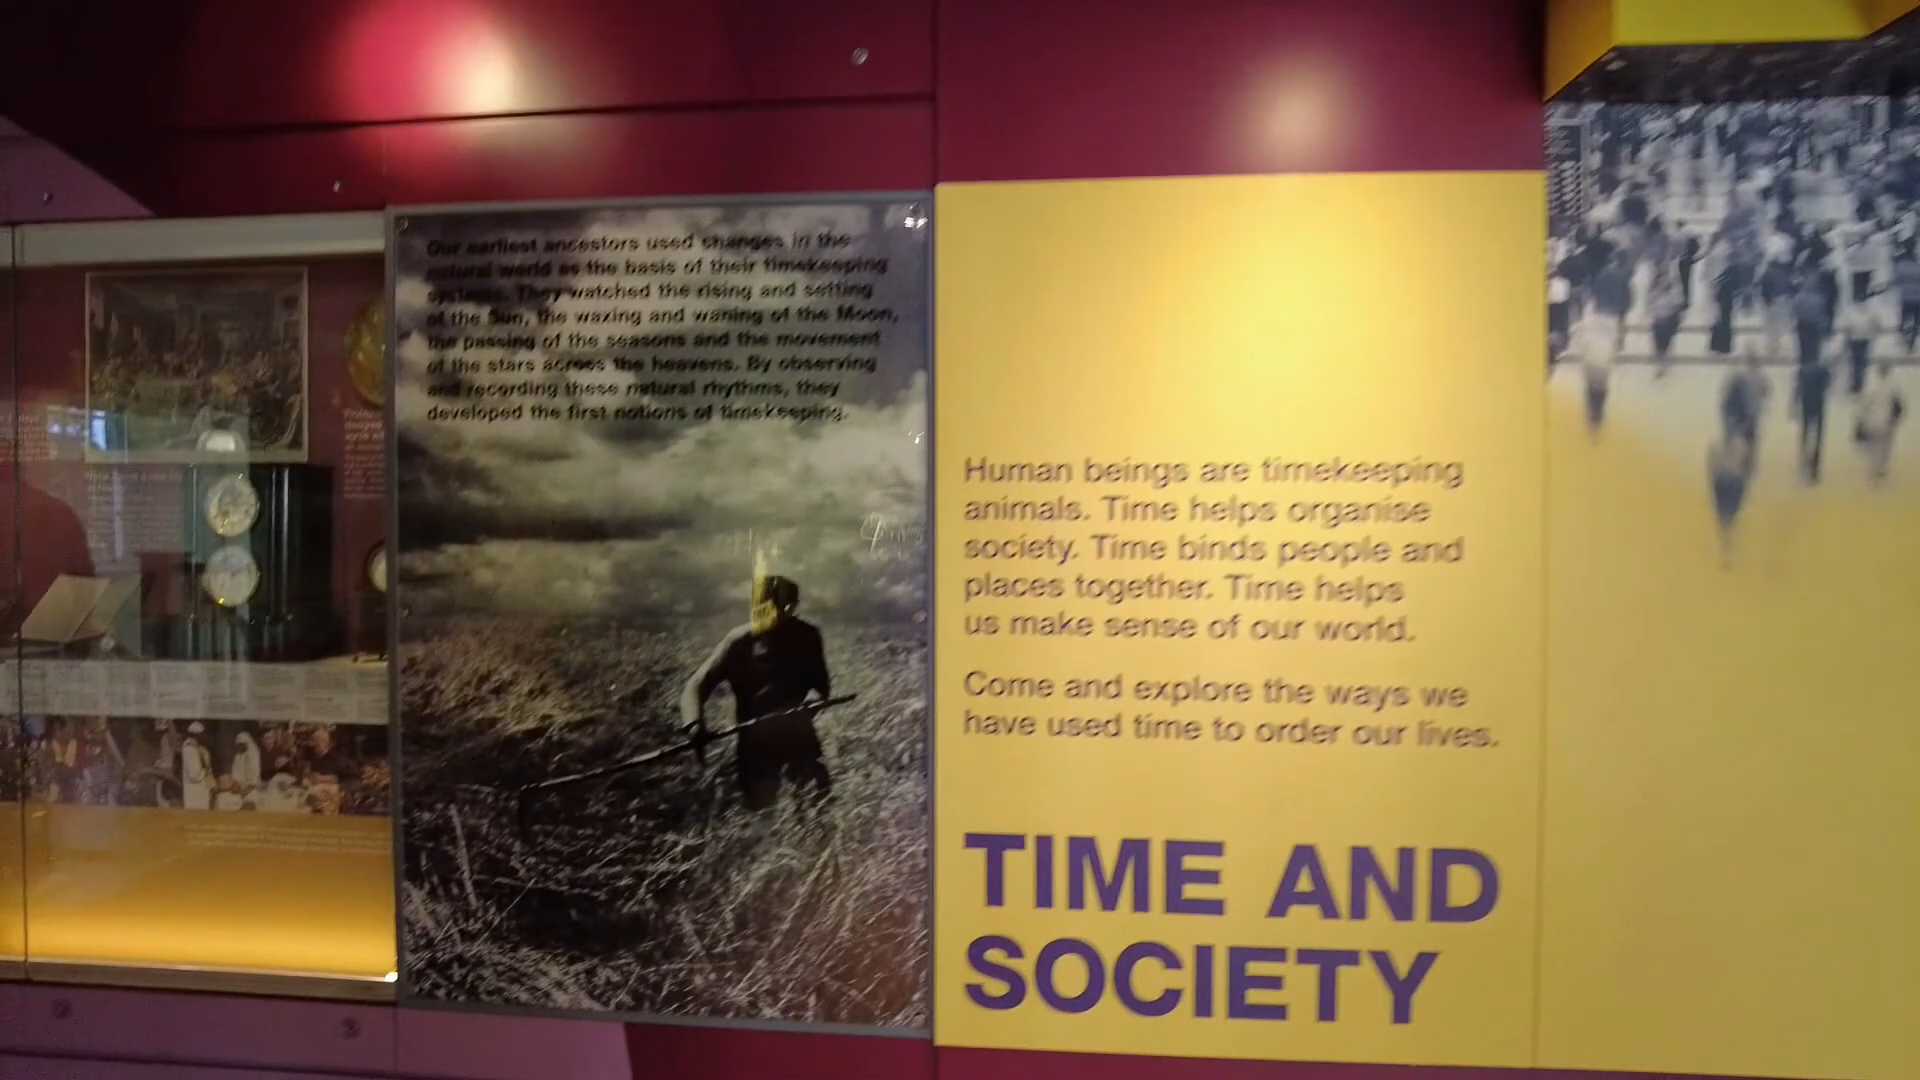 Our earliest ancestors used changes in the
natural world as the basis of their timekeeping
systems. They watched the rising and setting
of the Sun, the waxing and waning of the Moon,
the passing of the seasons and the movement
of the stars across the heavens. By observing
and recording these natural rhythms, they
developed the first notions of timekeeping.
Human beings are timekeeping
animals. Time helps organise
society. Time binds people and
places together. Time helps
us make sense of our world.
Come and explore the ways we
have used time to order our lives.
TIME AND
SOCIETY